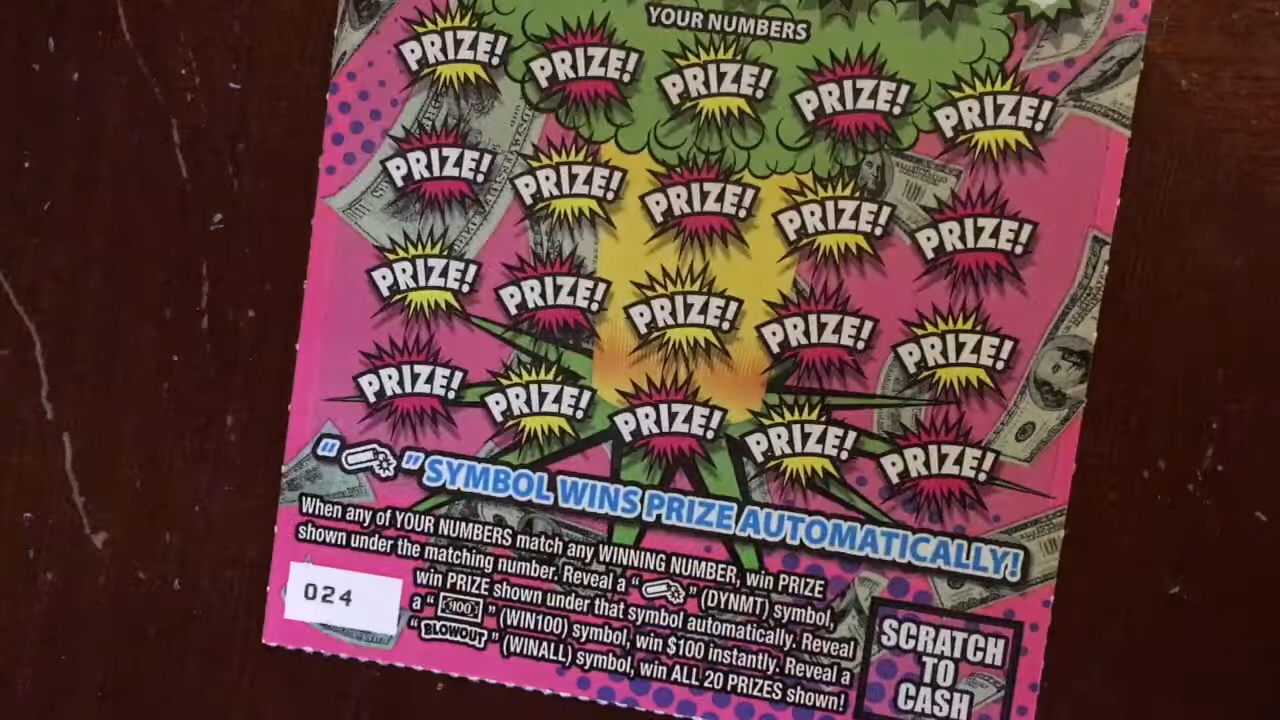 YOUR NUMBERS
PRIZE! PRIZE! PRIZE! PRIZE! PRIZE!
PRIZE! PRIZE! PRIZE! PRIZE! PRIZE!
PRIZE! PRIZE! PRIZE! PRIZE! PRIZE!
PRIZE! PRIZE! PRIZE! PRIZE! PRIZE!
" " SYMBOL WINS PRIZE AUTOMATICALLY!
When any of YOUR NUMBERS match any WINNING NUMBER, win PRIZE
shown under the matching number. Reveal a " " (DYNMT) symbol,
win PRIZE shown under that symbol automatically. Reveal
a " $100 " (WIN100) symbol, win $100 instantly. Reveal a
" BLOWOUT " (WINALL) symbol, win ALL 20 PRIZES shown!
024
SCRATCH
TO
CASH